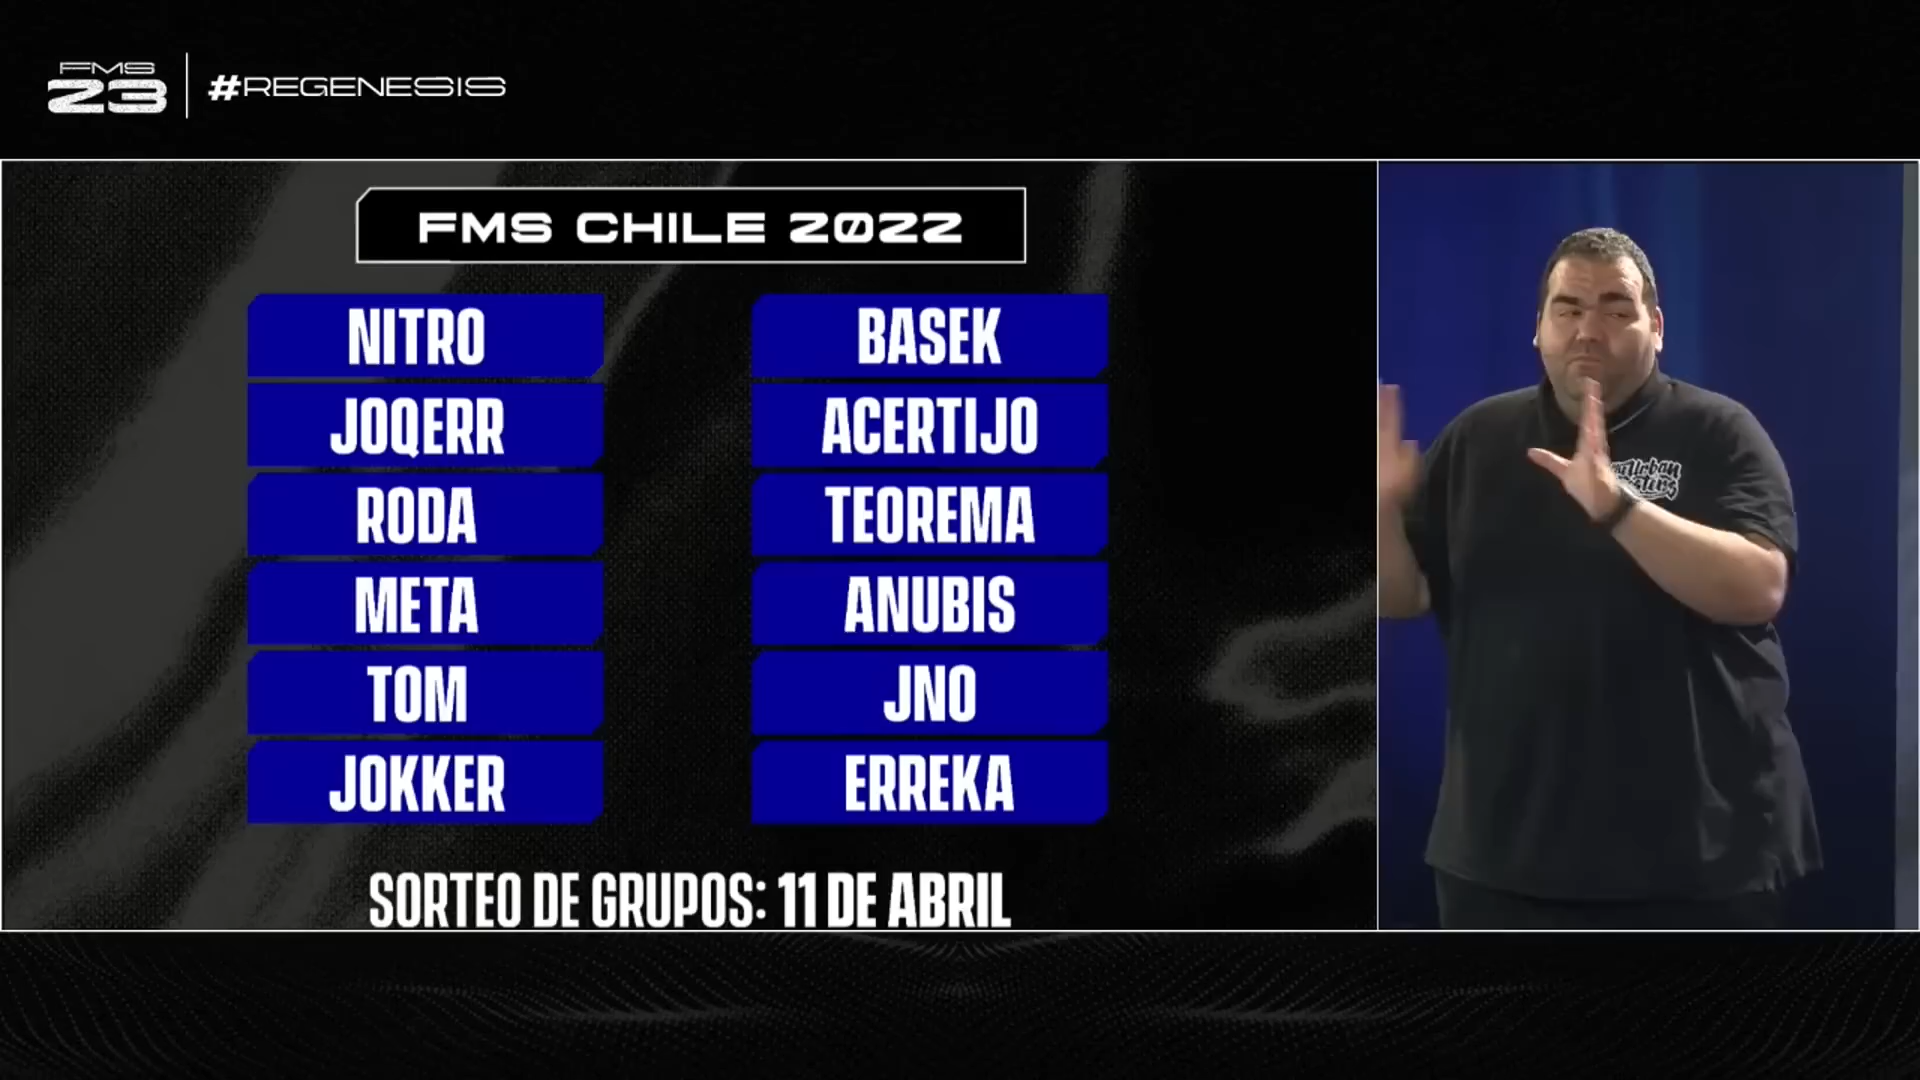 FMS
23
#REGENESIS
FMS CHILE 2022
NITRO
JOQERR
RODA
META
TOM
JOKKER
BASEK
ACERTIJO
TEOREMA
ANUBIS
JNO
ERREKA
SORTEO DE GRUPOS: 11 DE ABRIL
Urban